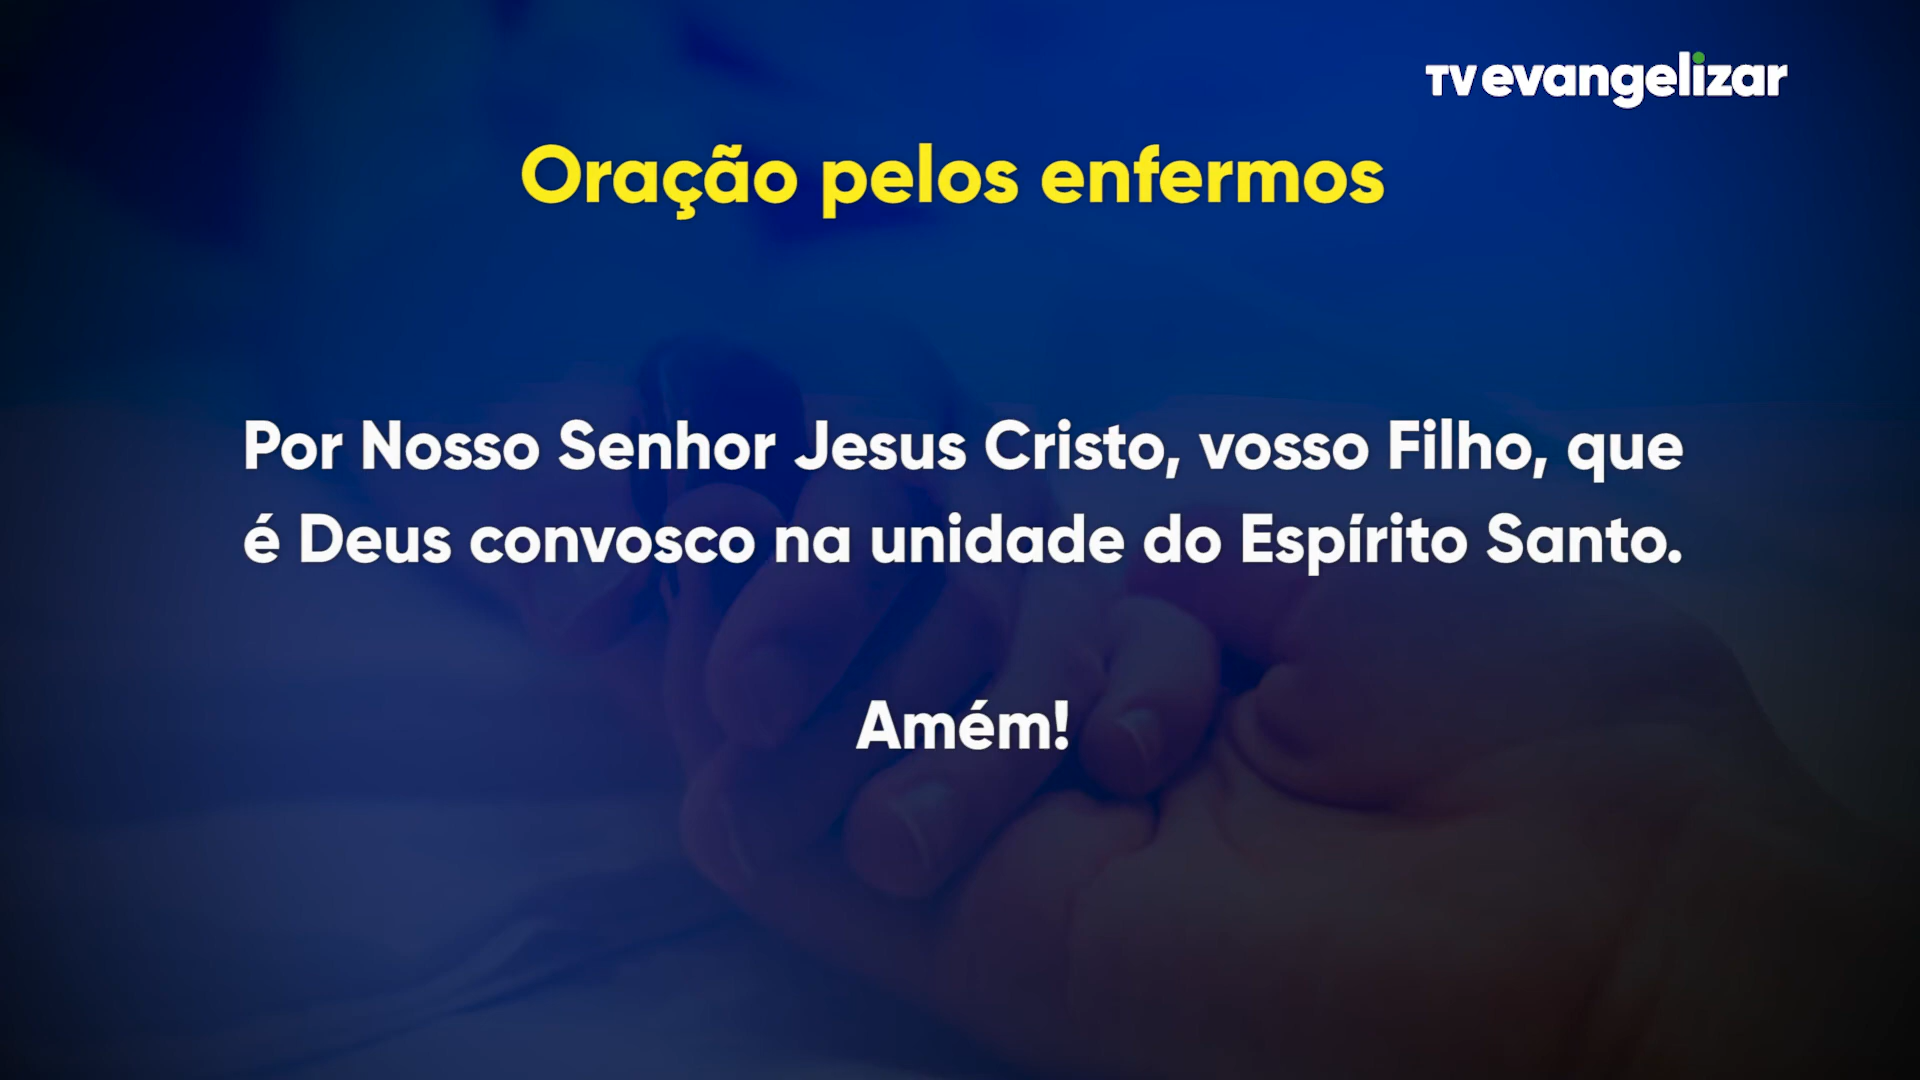 TV evangelizar
Oração pelos enfermos
Por Nosso Senhor Jesus Cristo, vosso Filho, que
é Deus convosco na unidade do Espírito Santo.
Amém!